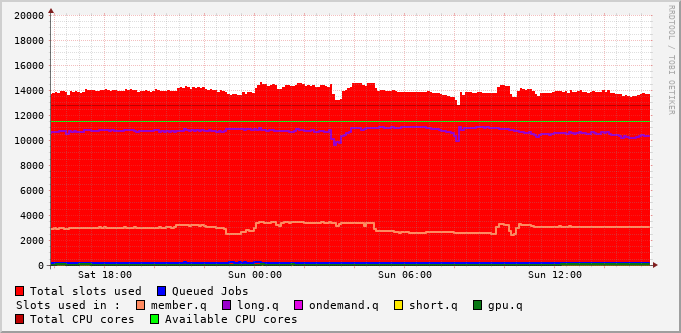 20000
18000
16000
14000
12000
10000
8000
6000
4000
2000
0
Sat 18:00 Sun 00:00 Sun 06:00 Sun 12:00
Total slots used Queued Jobs
Slots used in : member.q long.q ondemand.q short.q gpu.q
Total CPU cores Available CPU cores
RRDTOOL / TOBI OETIKER